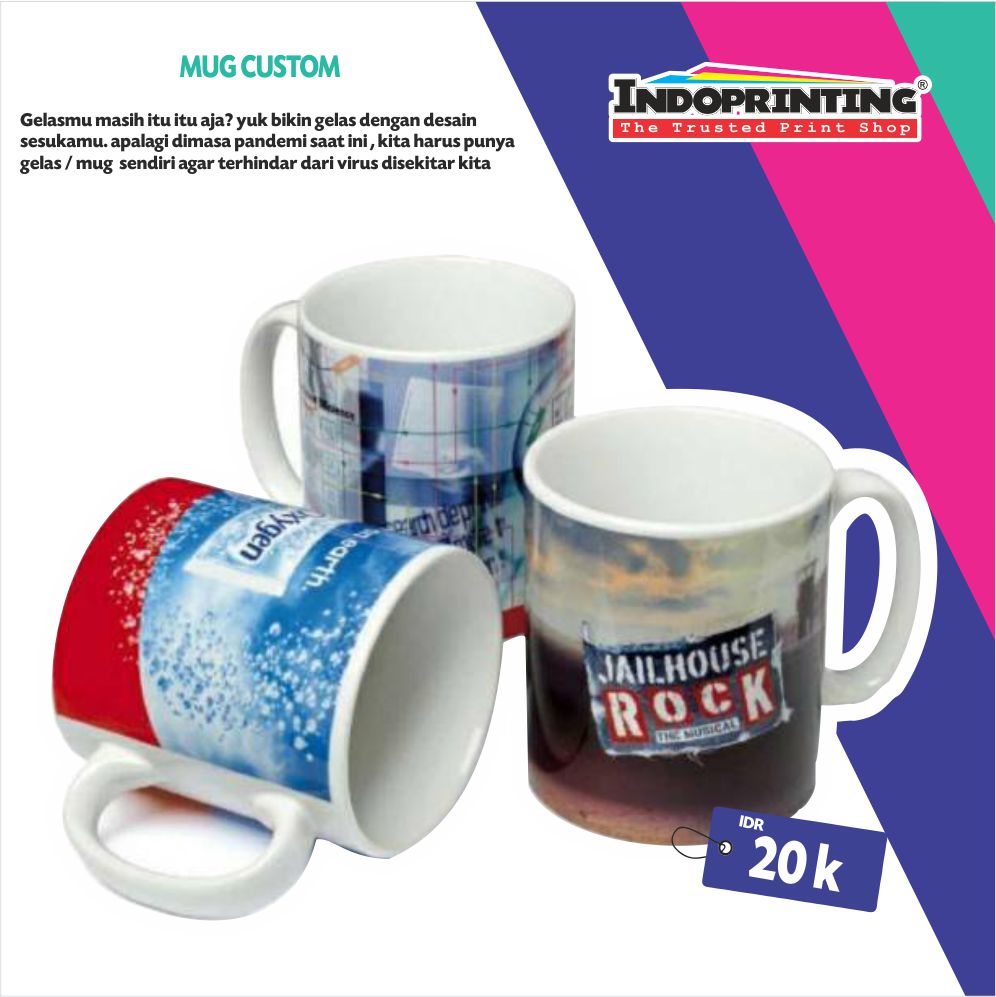 MUG CUSTOM
Gelasmu masih itu itu aja? yuk bikin gelas dengan desain
sesukamu. apalagi dimasa pandemi saat ini , kita harus punya
gelas / mug sendiri agar terhindar dari virus disekitar kita
INDOPRINTING®
The Trusted Print Shop
earth.
JAILHOUSE
ROCK
THE MUSICAL
IDR
20 k